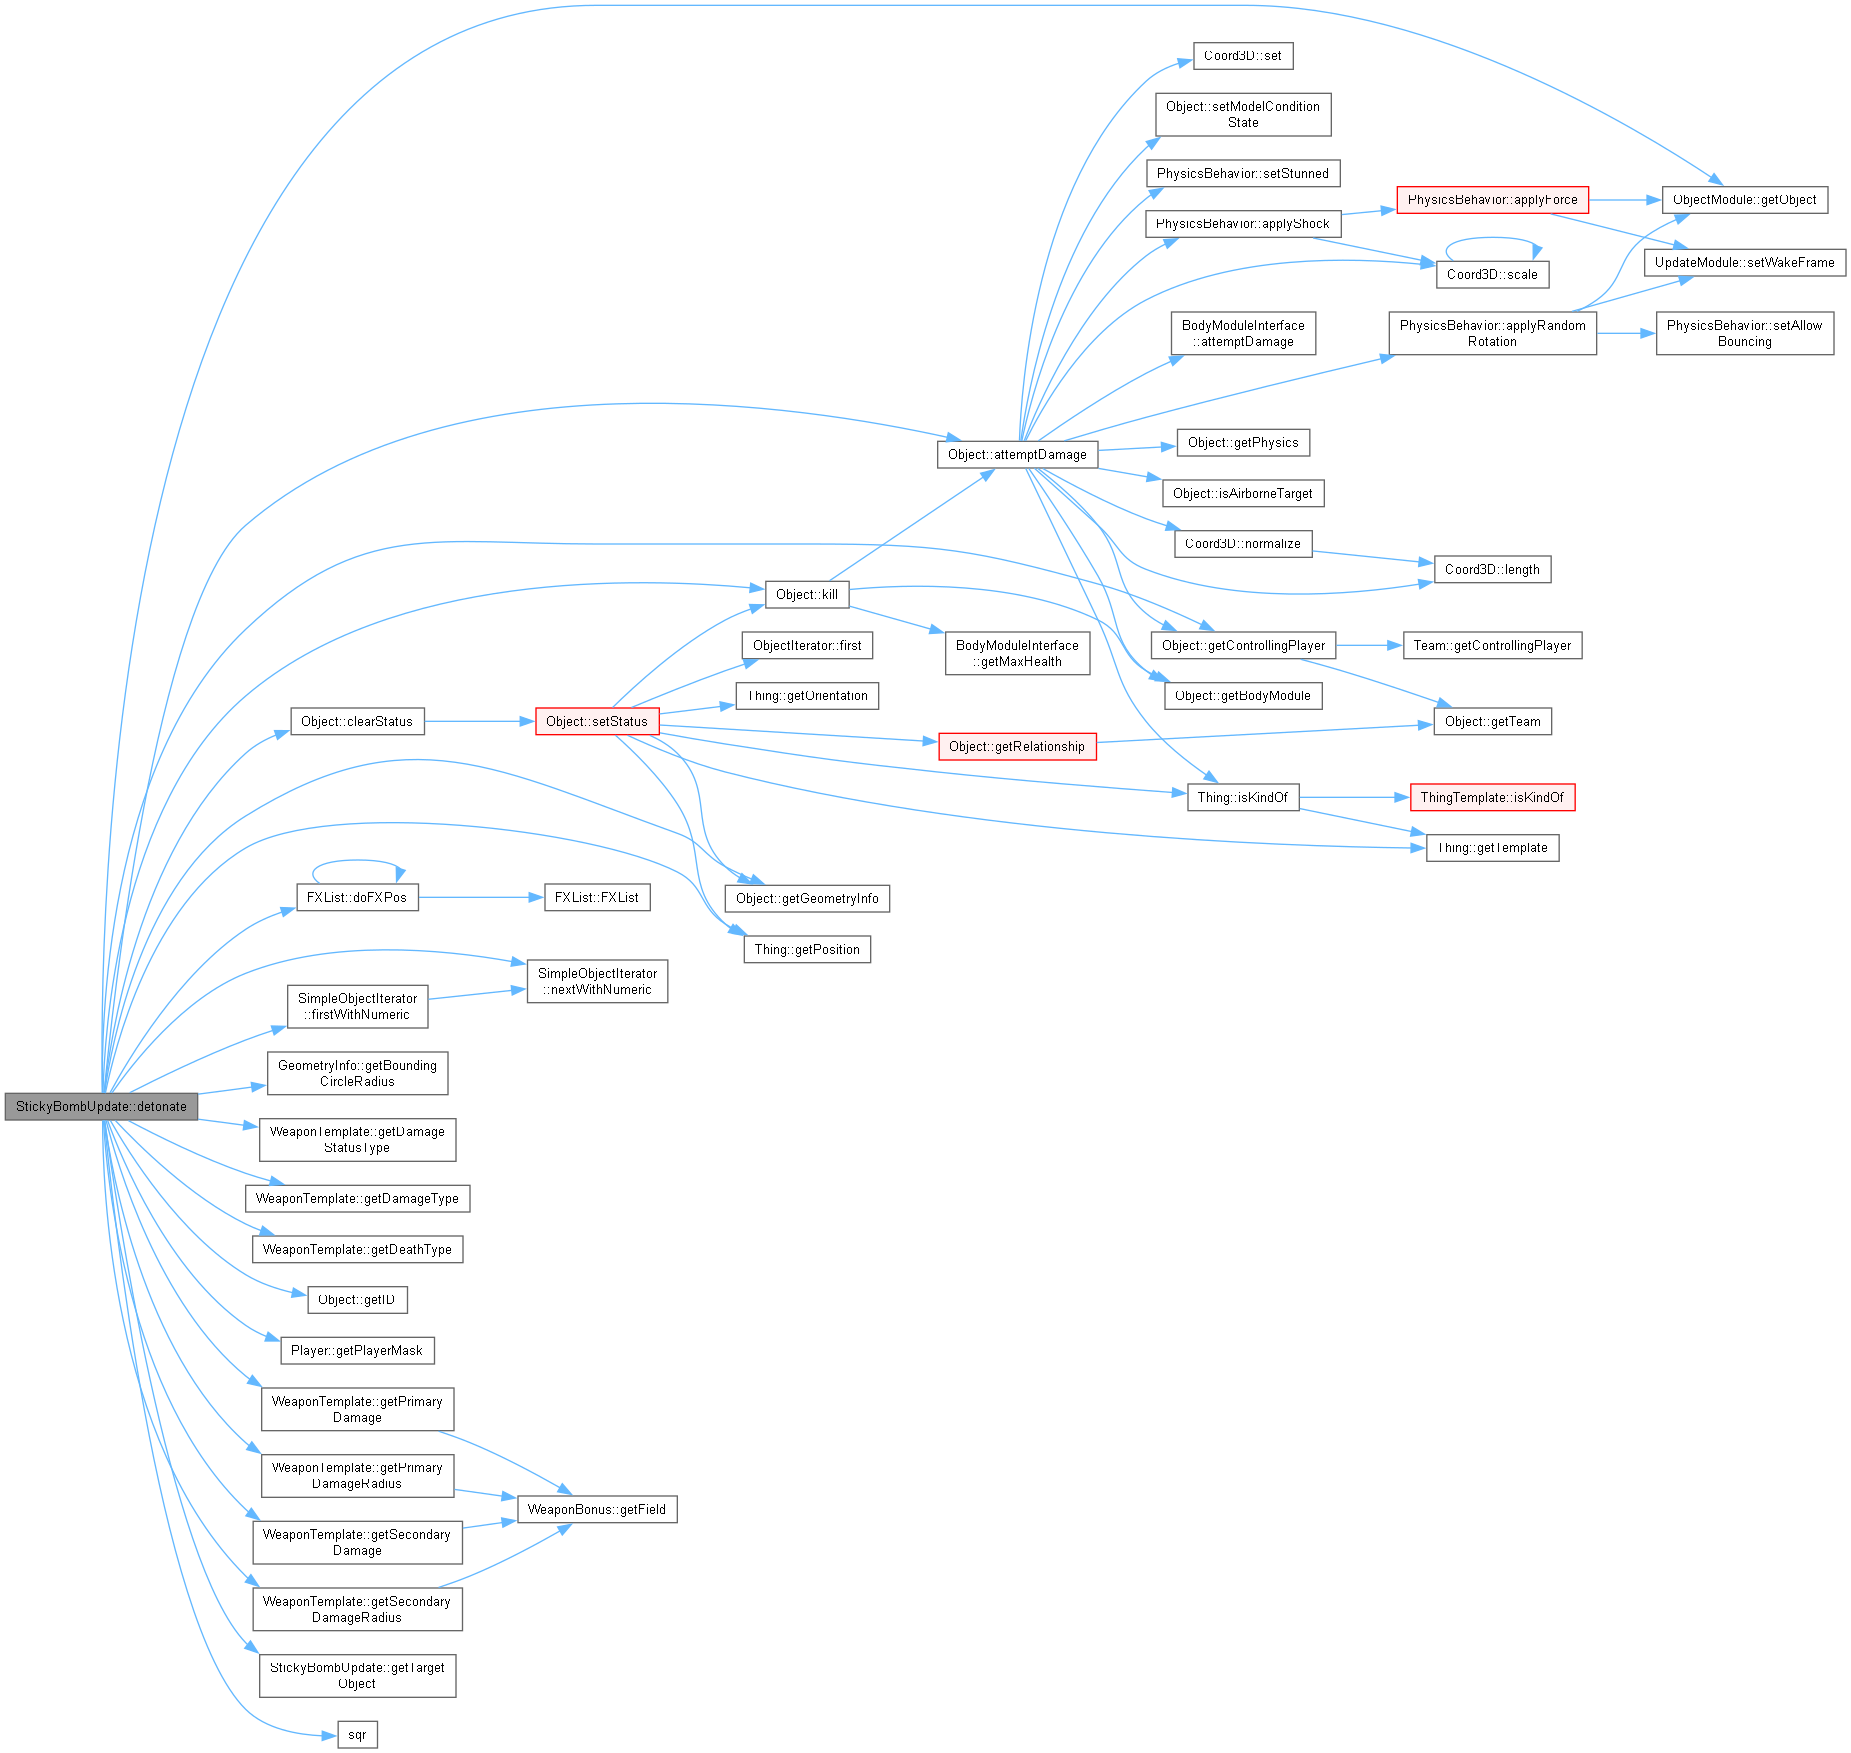 Coord3D::set
Object::setModelCondition
State
PhysicsBehavior::setStunned
PhysicsBehavior::applyForce
ObjectModule::getObject
PhysicsBehavior::applyShock
UpdateModule::setWakeFrame
Coord3D::scale
BodyModuleInterface
::attemptDamage
PhysicsBehavior::applyRandom
Rotation
PhysicsBehavior::setAllow
Bouncing
Object::getPhysics
Object::attemptDamage
Object::isAirborneTarget
Coord3D::normalize
Coord3D::length
Object::kill
ObjectIterator::first
BodyModuleInterface
::getMaxHealth
Object::getControllingPlayer
Team::getControllingPlayer
Thing::getOrientation
Object::getBodyModule
Object::clearStatus
Object::setStatus
Object::getTeam
Object::getRelationship
Thing::isKindOf
ThingTemplate::isKindOf
Thing::getTemplate
FXList::doFXPos
FXList::FXList
Object::getGeometryInfo
Thing::getPosition
SimpleObjectIterator
::nextWithNumeric
SimpleObjectIterator
::firstWithNumeric
GeometryInfo::getBounding
CircleRadius
StickyBombUpdate::detonate
WeaponTemplate::getDamage
StatusType
WeaponTemplate::getDamageType
WeaponTemplate::getDeathType
Object::getID
Player::getPlayerMask
WeaponTemplate::getPrimary
Damage
WeaponTemplate::getPrimary
DamageRadius
WeaponBonus::getField
WeaponTemplate::getSecondary
Damage
WeaponTemplate::getSecondary
DamageRadius
StickyBombUpdate::getTarget
Object
sqr